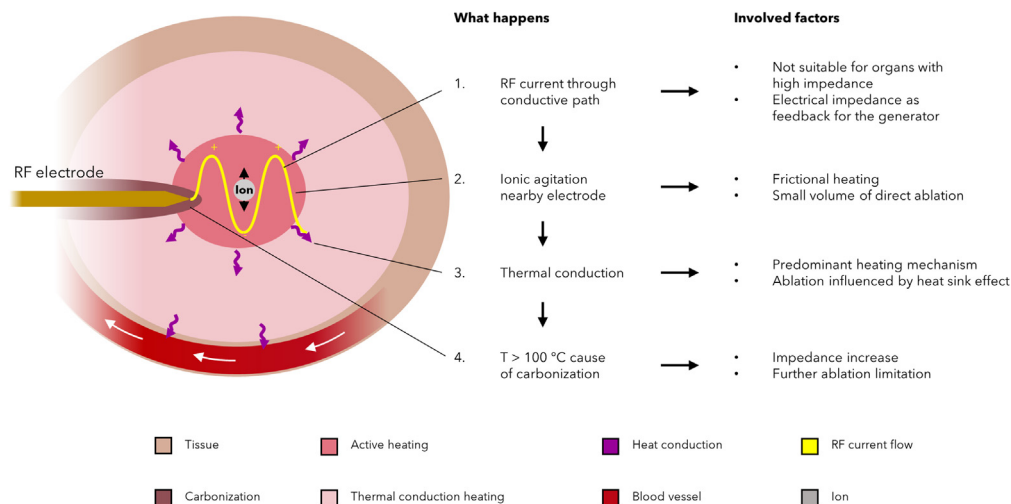 What happens
Involved factors
RF electrode
+
+
Ion
1.
RF current through
conductive path
• Not suitable for organs with
high impedance
• Electrical impedance as
feedback for the generator
2.
Ionic agitation
nearby electrode
• Frictional heating
• Small volume of direct ablation
3.
Thermal conduction
• Predominant heating mechanism
• Ablation influenced by heat sink effect
4.
T > 100 °C cause
of carbonization
• Impedance increase
• Further ablation limitation
Tissue
Active heating
Heat conduction
RF current flow
Carbonization
Thermal conduction heating
Blood vessel
Ion